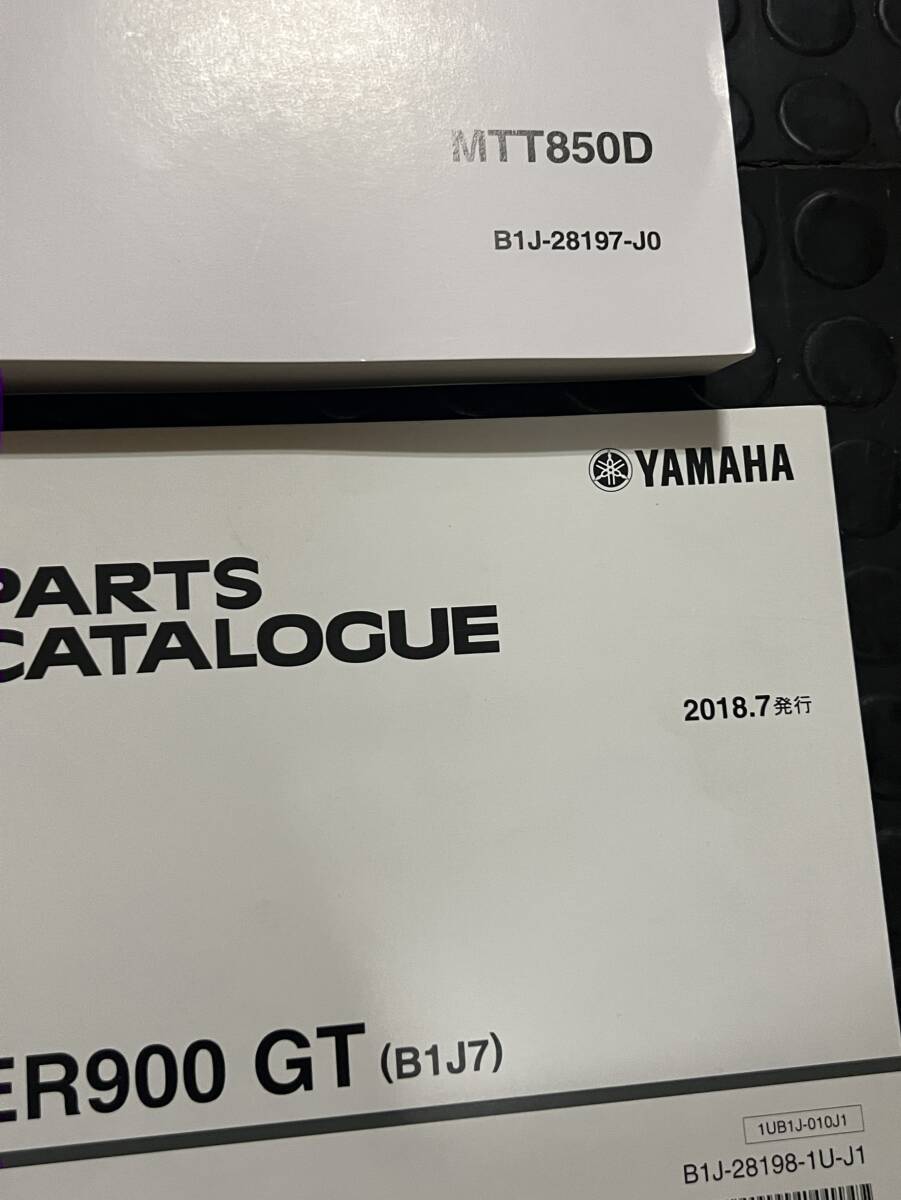 MTT850D
B1J-28197-J0
YAMAHA
PARTS
CATALOGUE
2018.7発行
ER900 GT (B1J7)
1UB1J-010J1
B1J-28198-1U-J1